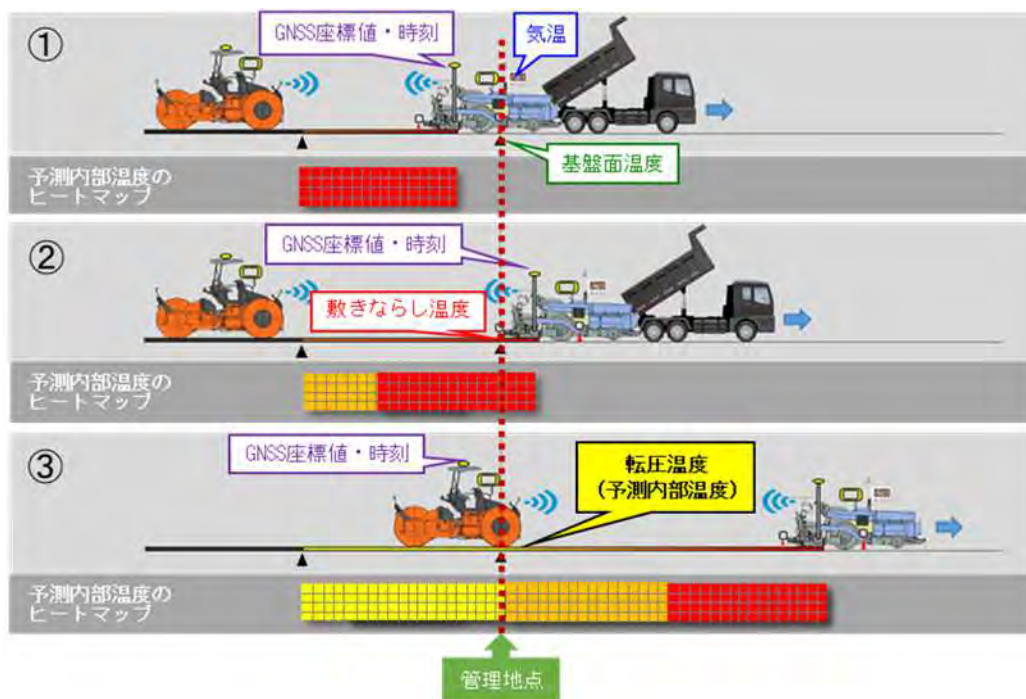 ①
GNSS座標値・時刻
気温
基盤面温度
予測内部温度の
ヒートマップ
②
GNSS座標値・時刻
敷きならし温度
予測内部温度の
ヒートマップ
③
GNSS座標値・時刻
転圧温度
（予測内部温度）
予測内部温度の
ヒートマップ
管理地点